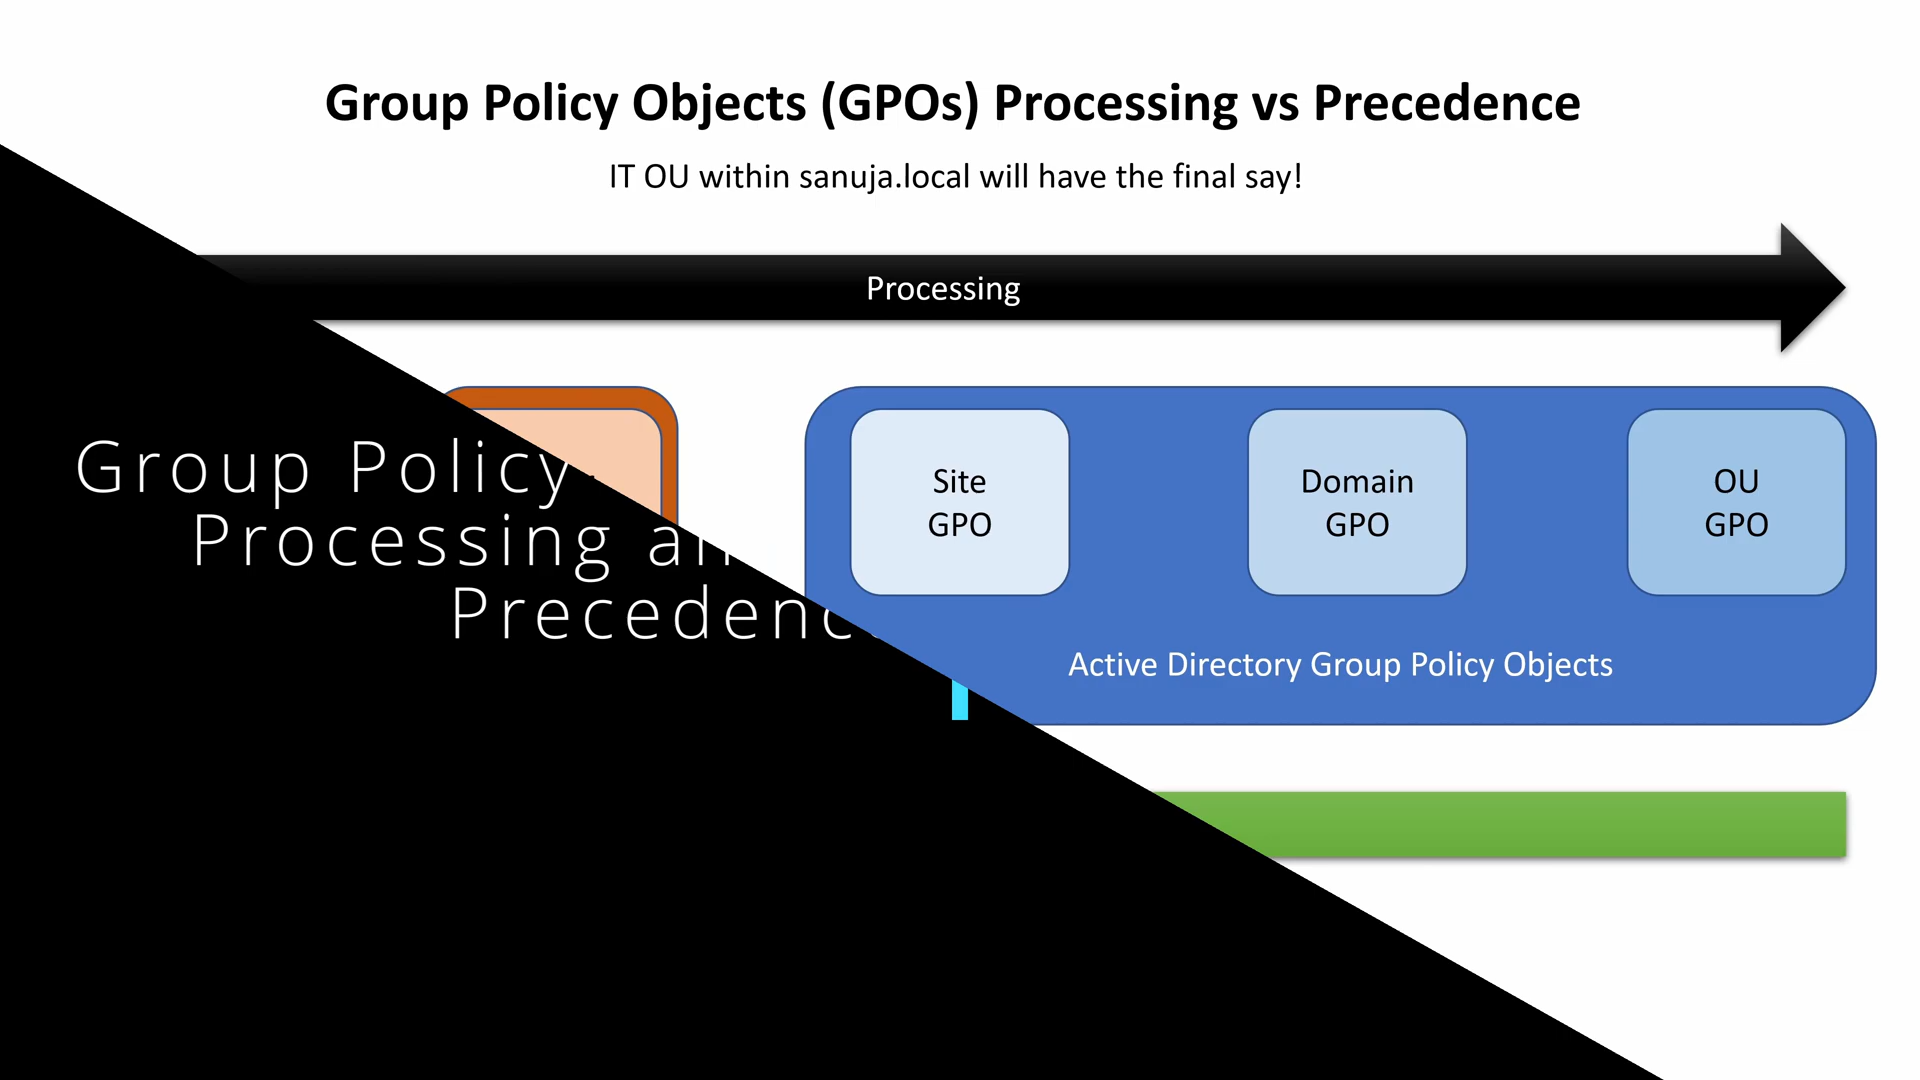 Group Policy Objects (GPOs) Processing vs Precedence
IT OU within sanuja.local will have the final say!
Processing
Site
GPO
Domain
GPO
OU
GPO
Active Directory Group Policy Objects
Group Policy
Processing